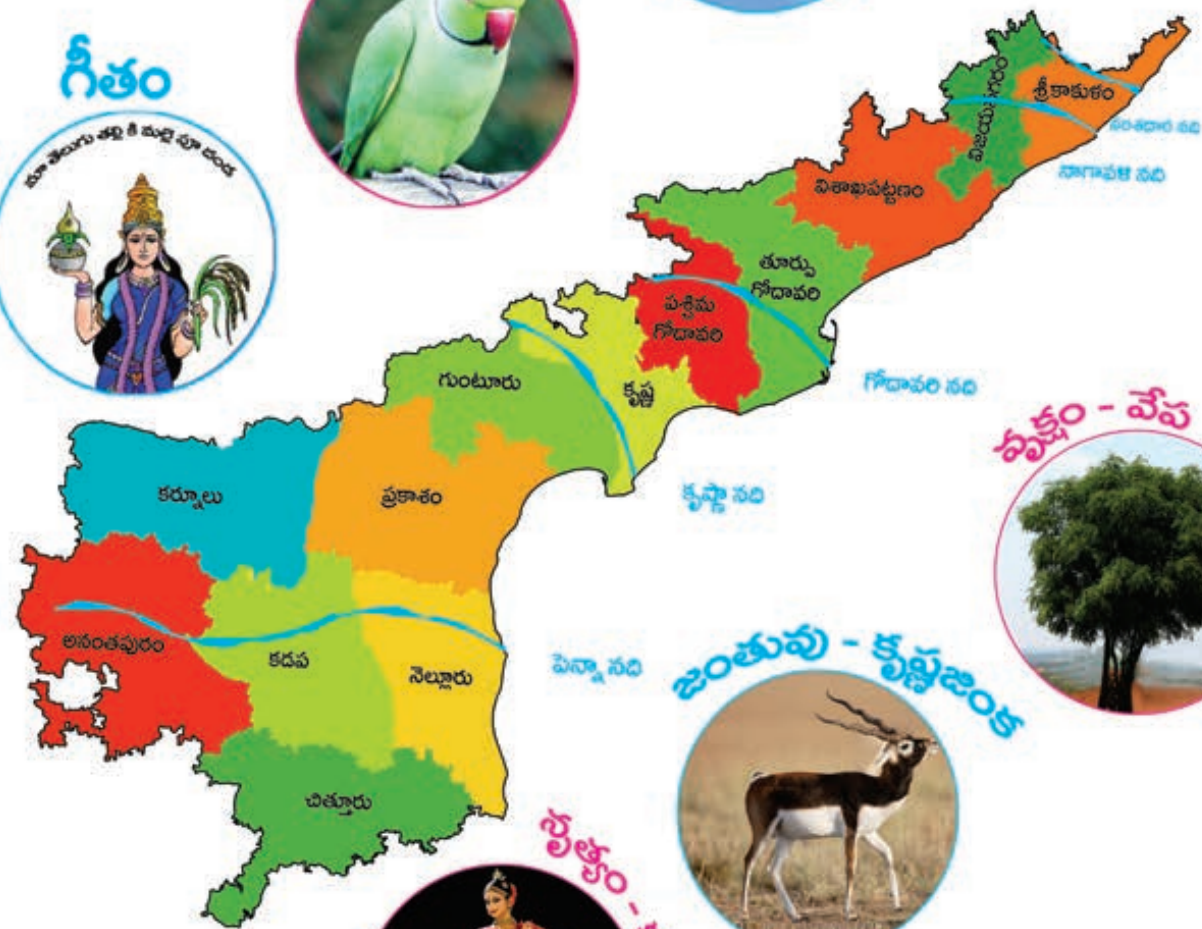 గీతం
మా తెలుగు తల్లి కి మల్లె పూ దండ
శ్రీకాకుళం
విజయనగరం
వంశధార నది
నాగావళి నది
విశాఖపట్టణం
తూర్పు
గోదావరి
పశ్చిమ
గోదావరి
గోదావరి నది
గుంటూరు
కృష్ణ
వృక్షం - వేప
కర్నూలు
ప్రకాశం
కృష్ణా నది
అనంతపురం
కడప
నెల్లూరు
పెన్నా నది
జంతువు - కృష్ణజింక
చిత్తూరు
నృత్యం -